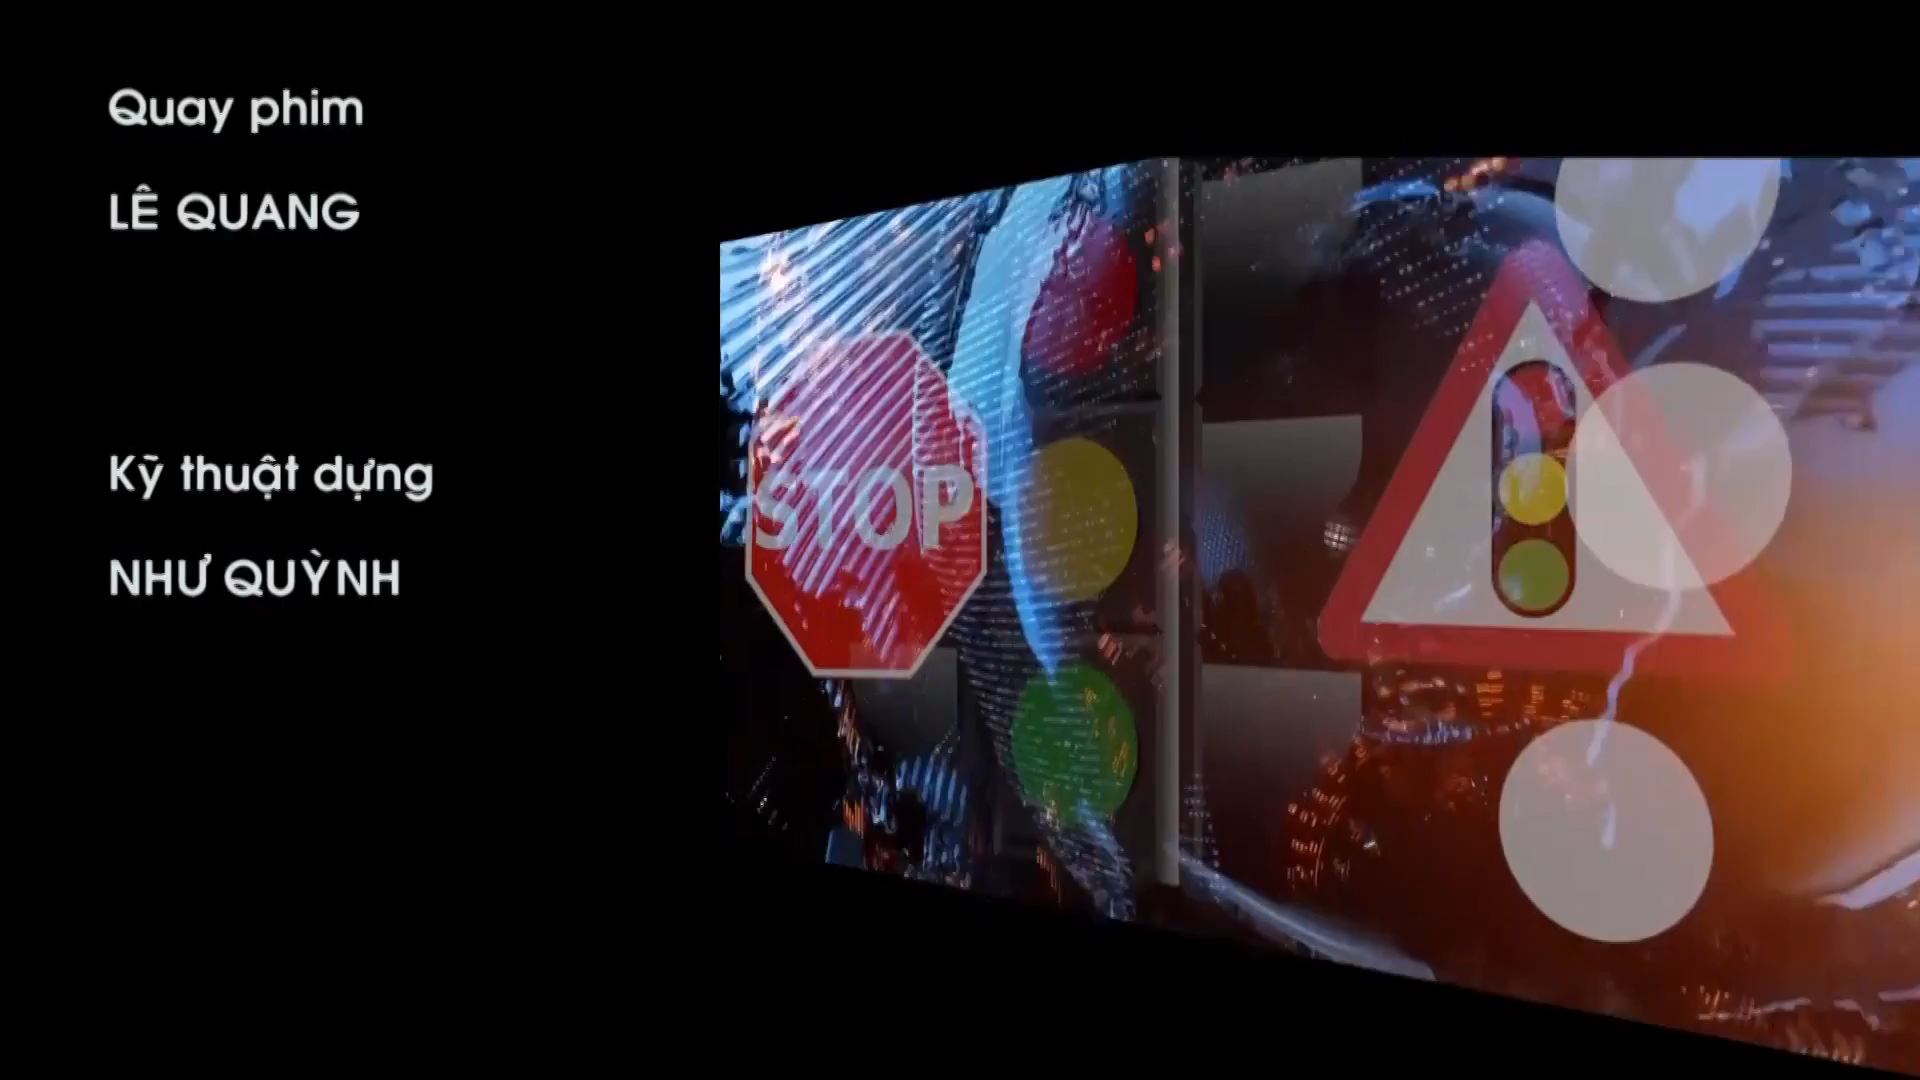 Quay phim
LÊ QUANG
Kỹ thuật dựng
NHƯ QUỲNH
STOP